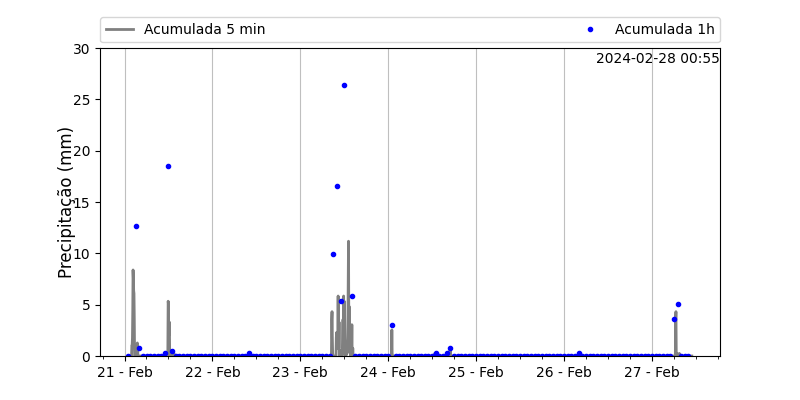 Acumulada 5 min
Acumulada 1h
2024-02-28 00:55
Precipitação (mm)
30
25
20
15
10
5
0
21 - Feb
22 - Feb
23 - Feb
24 - Feb
25 - Feb
26 - Feb
27 - Feb